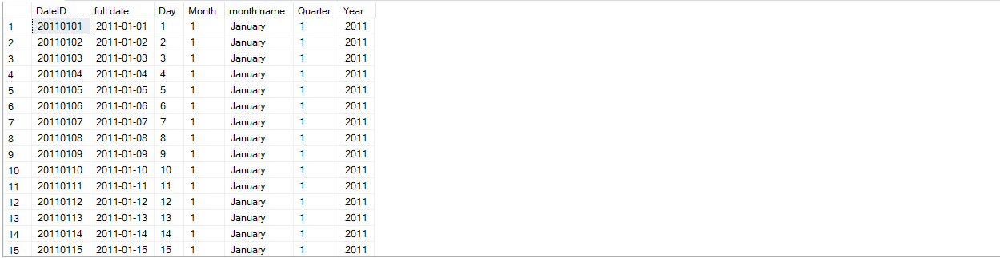 DateID full date Day Month month name Quarter Year
1 20110101 2011-01-01 1 1 January 1 2011
2 20110102 2011-01-02 2 1 January 1 2011
3 20110103 2011-01-03 3 1 January 1 2011
4 20110104 2011-01-04 4 1 January 1 2011
5 20110105 2011-01-05 5 1 January 1 2011
6 20110106 2011-01-06 6 1 January 1 2011
7 20110107 2011-01-07 7 1 January 1 2011
8 20110108 2011-01-08 8 1 January 1 2011
9 20110109 2011-01-09 9 1 January 1 2011
10 20110110 2011-01-10 10 1 January 1 2011
11 20110111 2011-01-11 11 1 January 1 2011
12 20110112 2011-01-12 12 1 January 1 2011
13 20110113 2011-01-13 13 1 January 1 2011
14 20110114 2011-01-14 14 1 January 1 2011
15 20110115 2011-01-15 15 1 January 1 2011